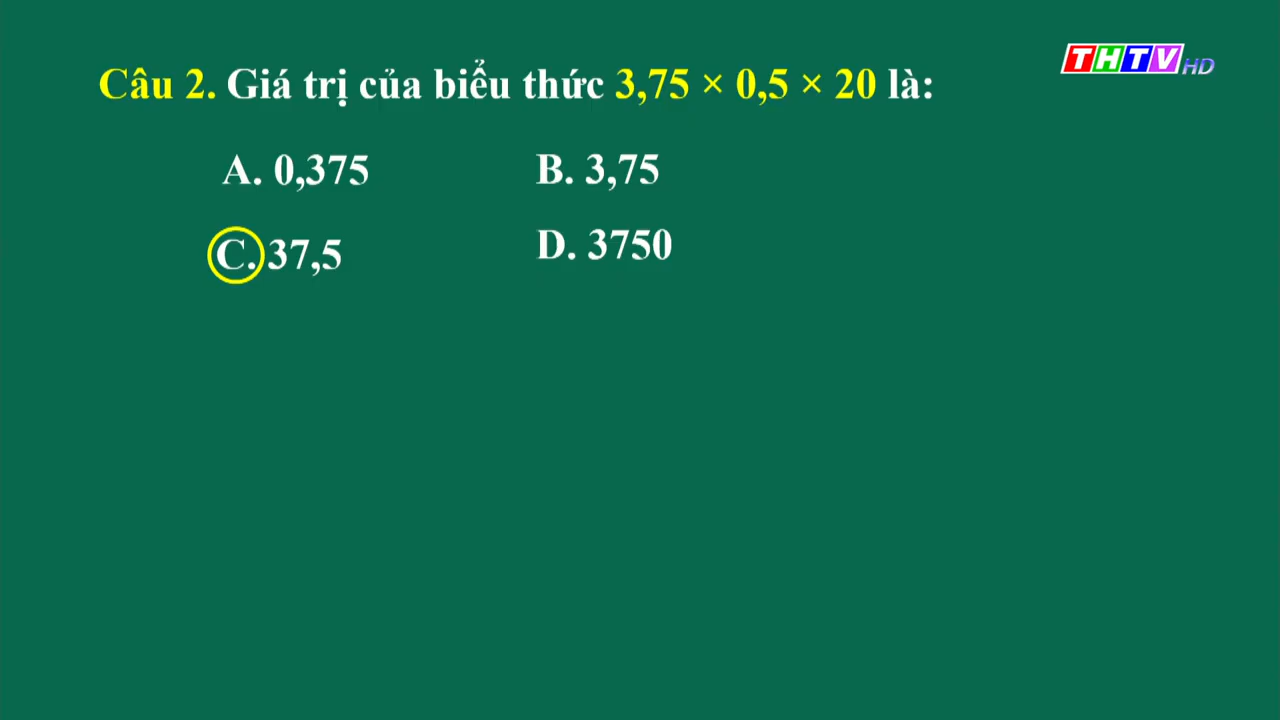 THTV HD
Câu 2. Giá trị của biểu thức 3,75 × 0,5 × 20 là:
A. 0,375 B. 3,75
C. 37,5 D. 3750